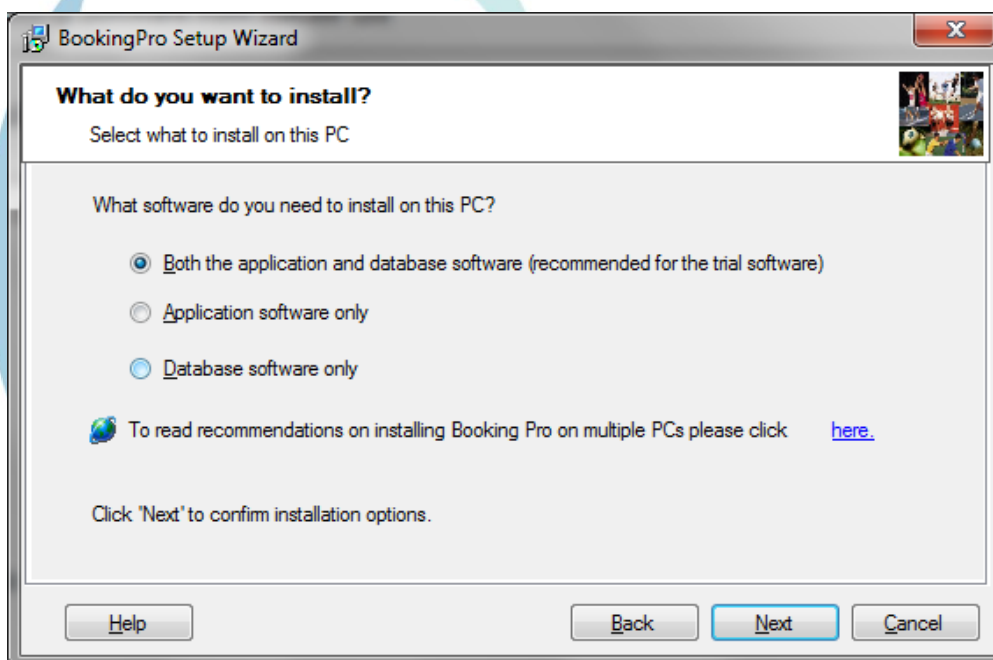 BookingPro Setup Wizard
What do you want to install?
Select what to install on this PC
What software do you need to install on this PC?
Both the application and database software (recommended for the trial software)
Application software only
Database software only
To read recommendations on installing Booking Pro on multiple PCs please click here.
Click 'Next' to confirm installation options.
Help Back Next Cancel